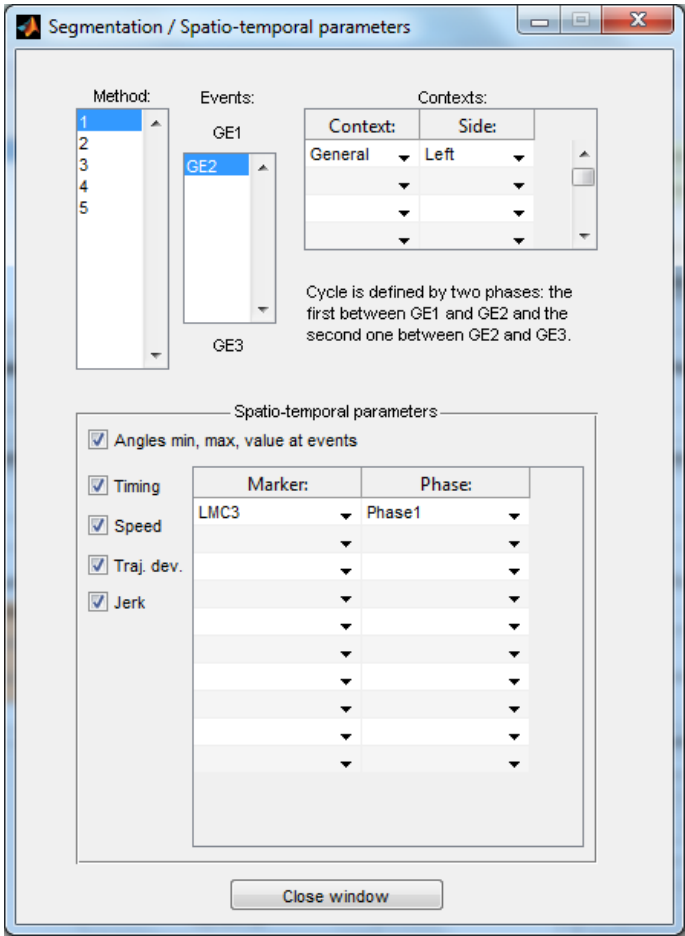 Segmentation / Spatio-temporal parameters
Method:
Events:
Contexts:
1
2
3
4
5
GE1
GE2
GE3
Context: Side:
General Left
Cycle is defined by two phases: the
first between GE1 and GE2 and the
second one between GE2 and GE3.
Spatio-temporal parameters
Angles min, max, value at events
Timing
Speed
Traj. dev.
Jerk
Marker: Phase:
LMC3 Phase1
Close window